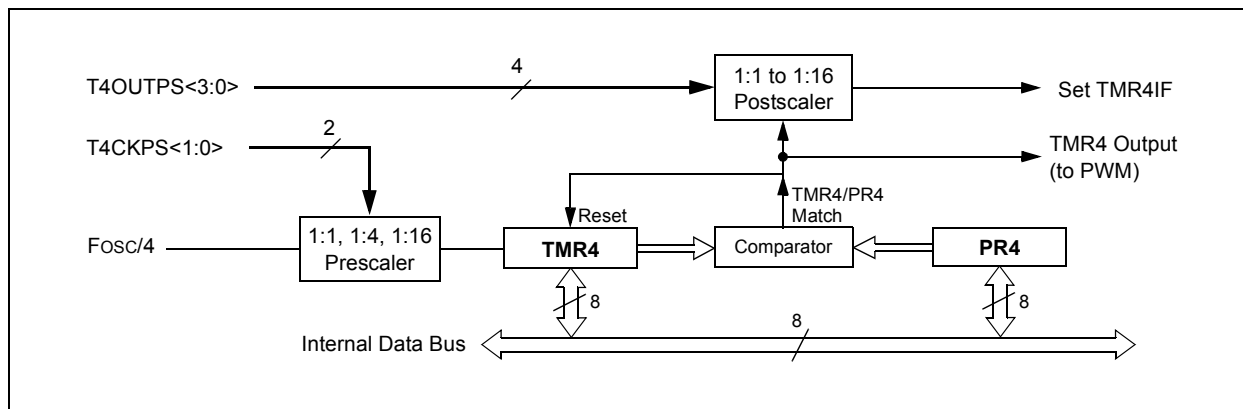 T4OUTPS<3:0>
4
1:1 to 1:16
Postscaler
Set TMR4IF
T4CKPS<1:0>
2
TMR4 Output
(to PWM)
TMR4/PR4
Match
Reset
FOSC/4
1:1, 1:4, 1:16
Prescaler
TMR4
Comparator
PR4
8
8
8
Internal Data Bus